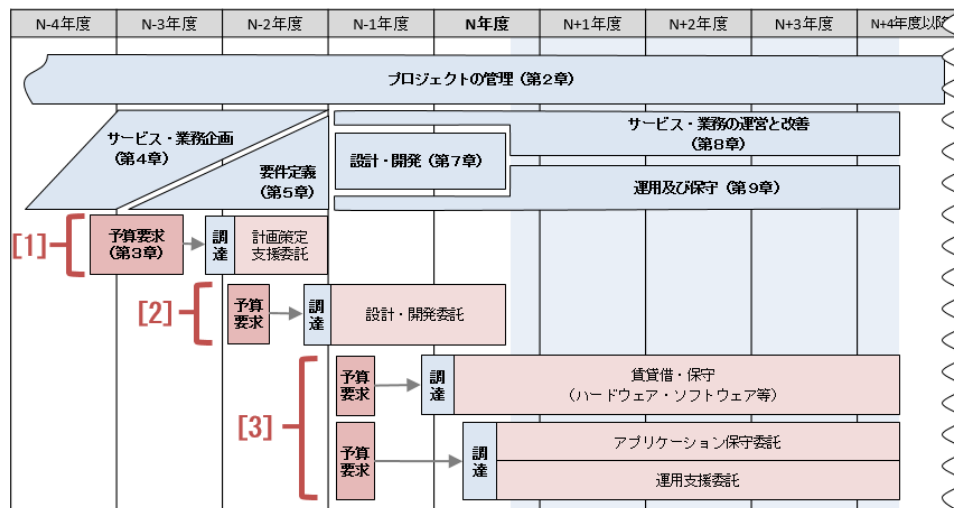 N-4年度 N-3年度 N-2年度 N-1年度 N年度 N+1年度 N+2年度 N+3年度 N+4年度以降
プロジェクトの管理（第2章）
サービス・業務企画
（第4章）
要件定義
（第5章）
設計・開発（第7章）
サービス・業務の運営と改善
（第8章）
運用及び保守（第9章）
[1]
予算要求
（第3章）
調
達
計画策定
支援委託
[2]
予算
要求
調
達
設計・開発委託
[3]
予算
要求
調
達
賃貸借・保守
（ハードウェア・ソフトウェア等）
予算
要求
調
達
アプリケーション保守委託
運用支援委託